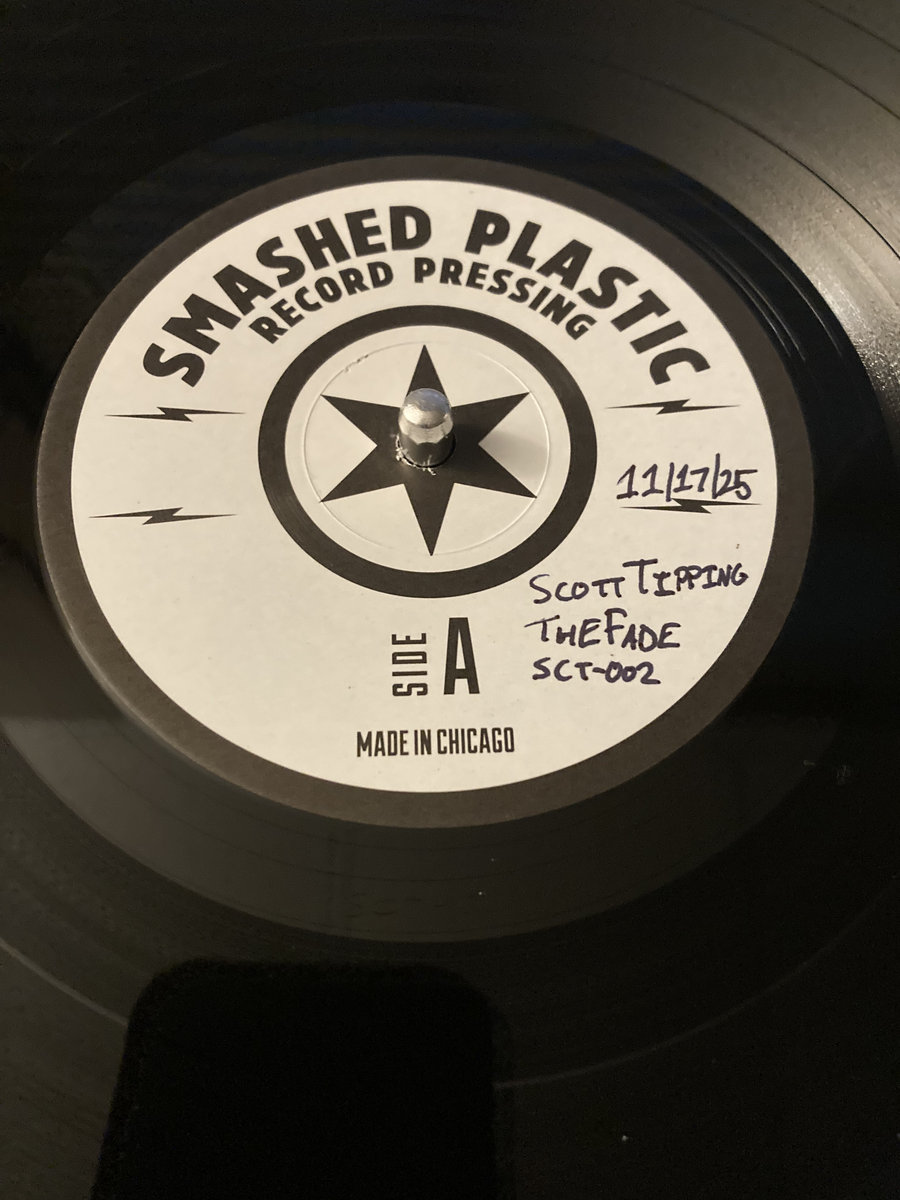 SMASHED PLASTIC
RECORD PRESSING
11/17/25
SCOTT TIPPING
THE FADE
SCT-002
SIDE A
MADE IN CHICAGO